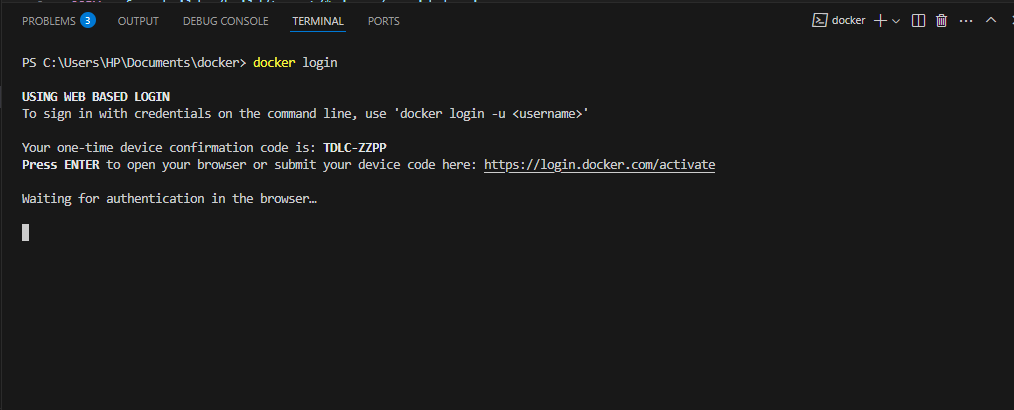 PROBLEMS 3 OUTPUT DEBUG CONSOLE TERMINAL PORTS docker
PS C:\Users\HP\Documents\docker> docker login
USING WEB BASED LOGIN
To sign in with credentials on the command line, use 'docker login -u <username>'
Your one-time device confirmation code is: TDLC-ZZPP
Press ENTER to open your browser or submit your device code here: https://login.docker.com/activate
Waiting for authentication in the browser…